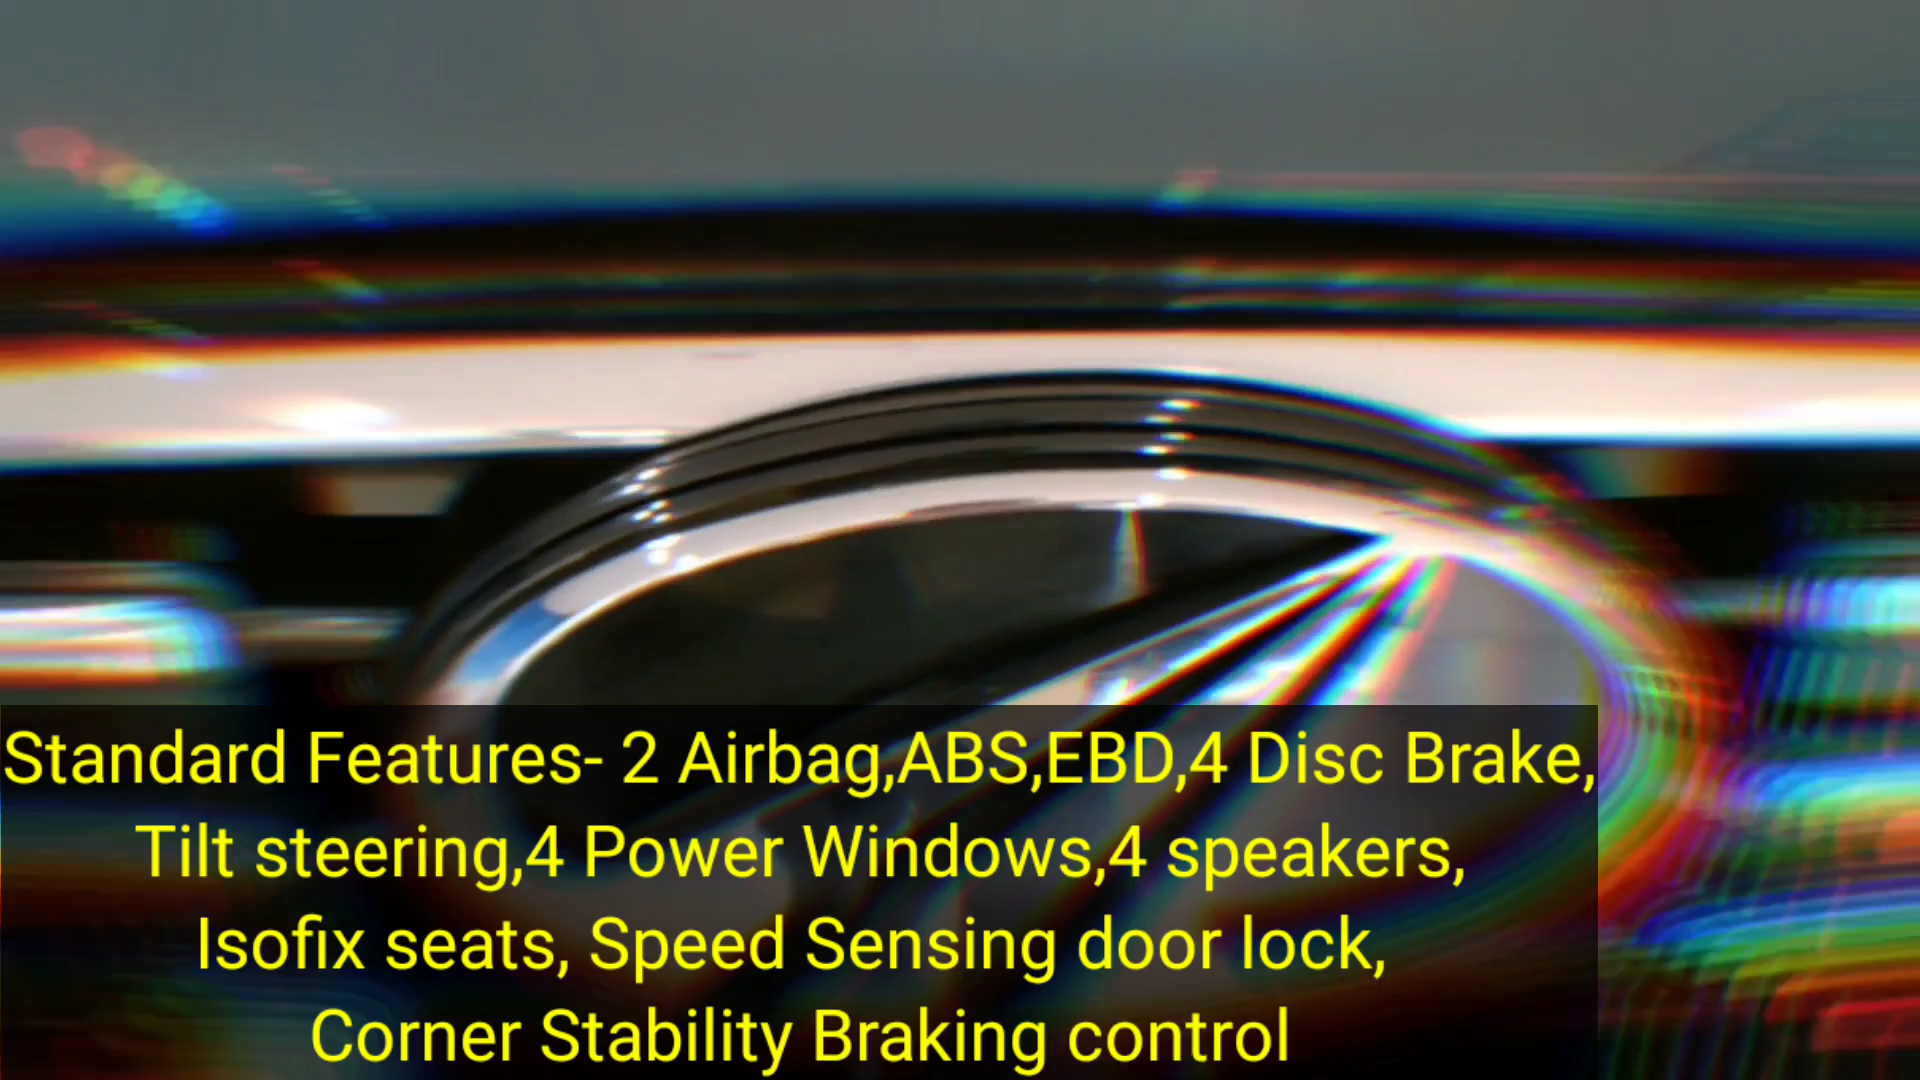 Standard Features- 2 Airbag,ABS,EBD,4 Disc Brake,
Tilt steering,4 Power Windows,4 speakers,
Isofix seats, Speed Sensing door lock,
Corner Stability Braking control